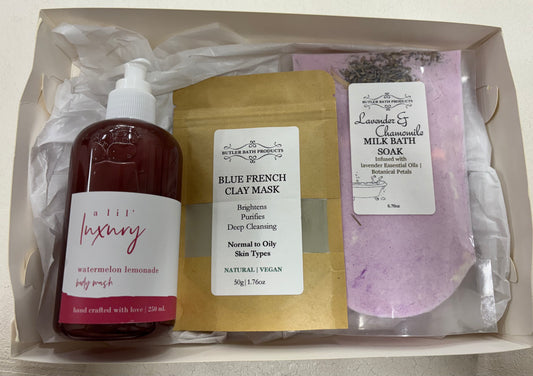 a lil'
luxury
watermelon lemonade
body wash
hand crafted with love | 250 ml.
BUTLER BATH PRODUCTS
BLUE FRENCH
CLAY MASK
Brightens
Purifies
Deep Cleansing
Normal to Oily
Skin Types
NATURAL | VEGAN
50g | 1.76oz
BUTLER BATH PRODUCTS
Lavender &
Chamomile
MILK BATH
SOAK
Infused with
lavender Essential Oils |
Botanical Petals
6.70oz